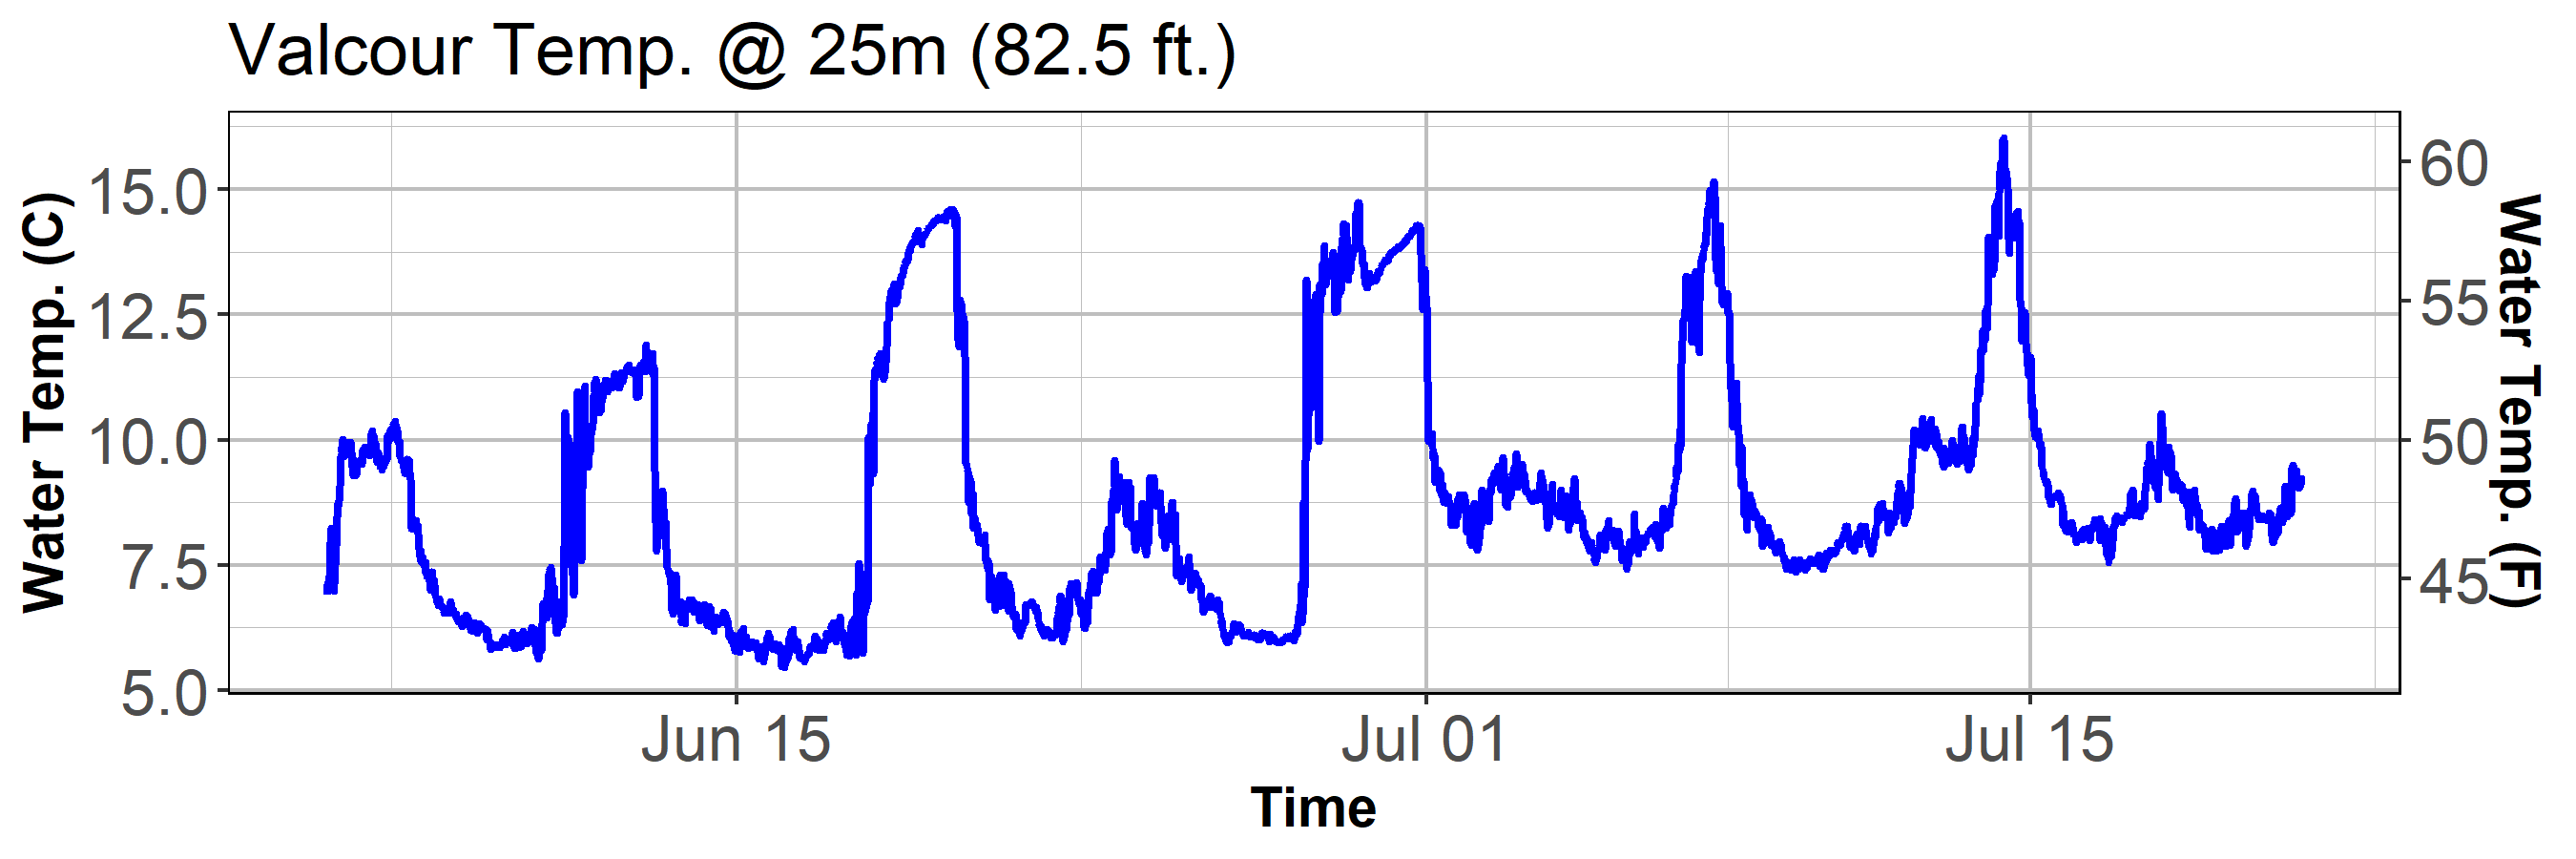 Valcour Temp. @ 25m (82.5 ft.)
Water Temp. (C)
15.0
12.5
10.0
7.5
5.0
60
55
50
45
Water Temp. (F)
Jun 15
Jul 01
Jul 15
Time